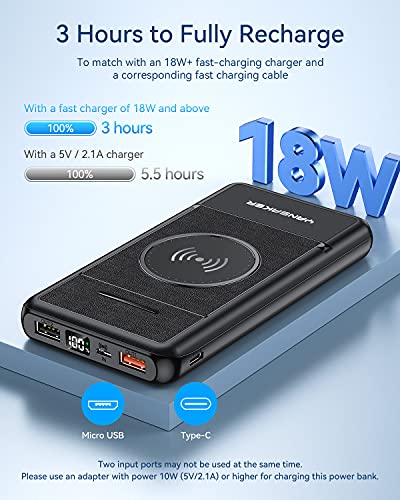 3 Hours to Fully Recharge
To match with an 18W+ fast-charging charger and
a corresponding fast charging cable
With a fast charger of 18W and above
100% 3 hours
With a 5V / 2.1A charger
100% 5.5 hours
18W
VANSAKER
100%
IN
Micro USB
Type-C
Two input ports may not be used at the same time.
Please use an adapter with power 10W (5V/2.1A) or higher for charging this power bank.